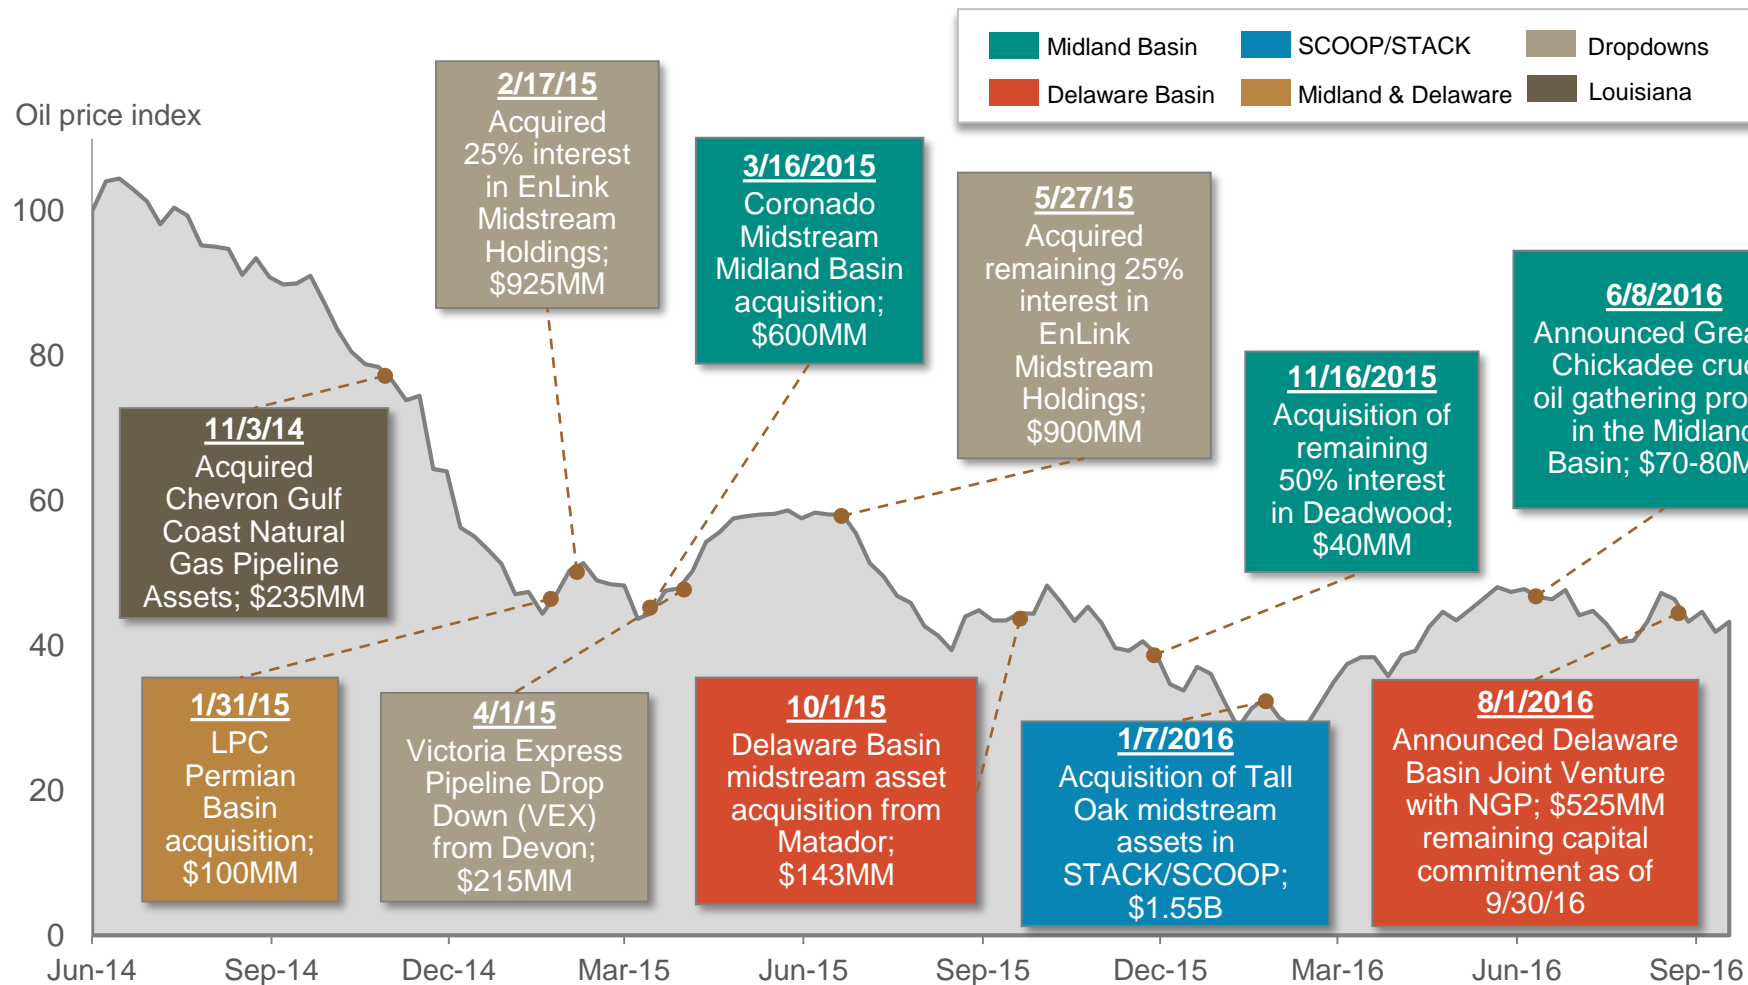 Midland Basin
SCOOP/STACK
Dropdowns
Delaware Basin
Midland & Delaware
Louisiana
Oil price index
100
80
60
40
20
0
2/17/15
Acquired
25% interest
in EnLink
Midstream
Holdings;
$925MM
3/16/2015
Coronado
Midstream
Midland Basin
acquisition;
$600MM
5/27/15
Acquired
remaining 25%
interest in
EnLink
Midstream
Holdings;
$900MM
6/8/2016
Announced
Chickadee
oil gathering
in the
Basin;
11/16/2015
Acquisition of
remaining
50% interest
in Deadwood;
$40MM
11/3/14
Acquired
Chevron Gulf
Coast Natural
Gas Pipeline
Assets; $235MM
1/31/15
LPC
Permian
Basin
acquisition;
$100MM
4/1/15
Victoria Express
Pipeline Drop
Down (VEX)
from Devon;
$215MM
10/1/15
Delaware Basin
midstream asset
acquisition from
Matador;
$143MM
1/7/2016
Acquisition of Tall
Oak midstream
assets in
STACK/SCOOP;
$1.55B
8/1/2016
Announced Delaware
Basin Joint Venture
with NGP; $525MM
remaining capital
commitment as of
9/30/16
Jun-14
Sep-14
Dec-14
Mar-15
Jun-15
Sep-15
Dec-15
Mar-16
Jun-16
Sep-16